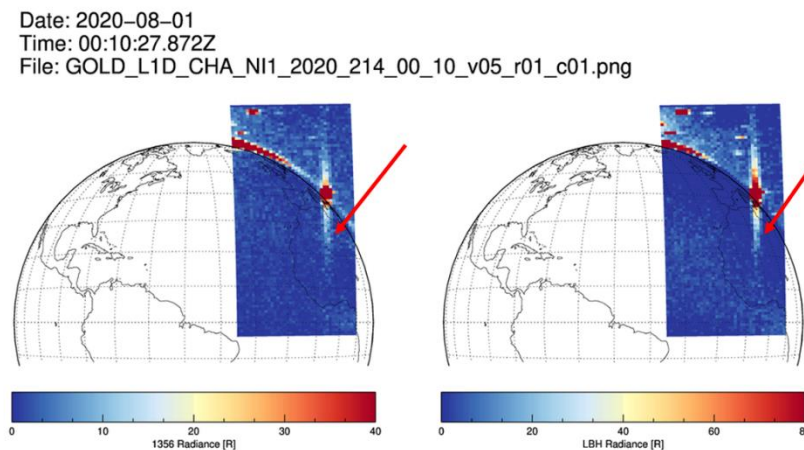 Date: 2020-08-01
Time: 00:10:27.872Z
File: GOLD_L1D_CHA_NI1_2020_214_00_10_v05_r01_c01.png
0 10 20 30 40
1356 Radiance [R]
0 20 40 60 8
LBH Radiance [R]